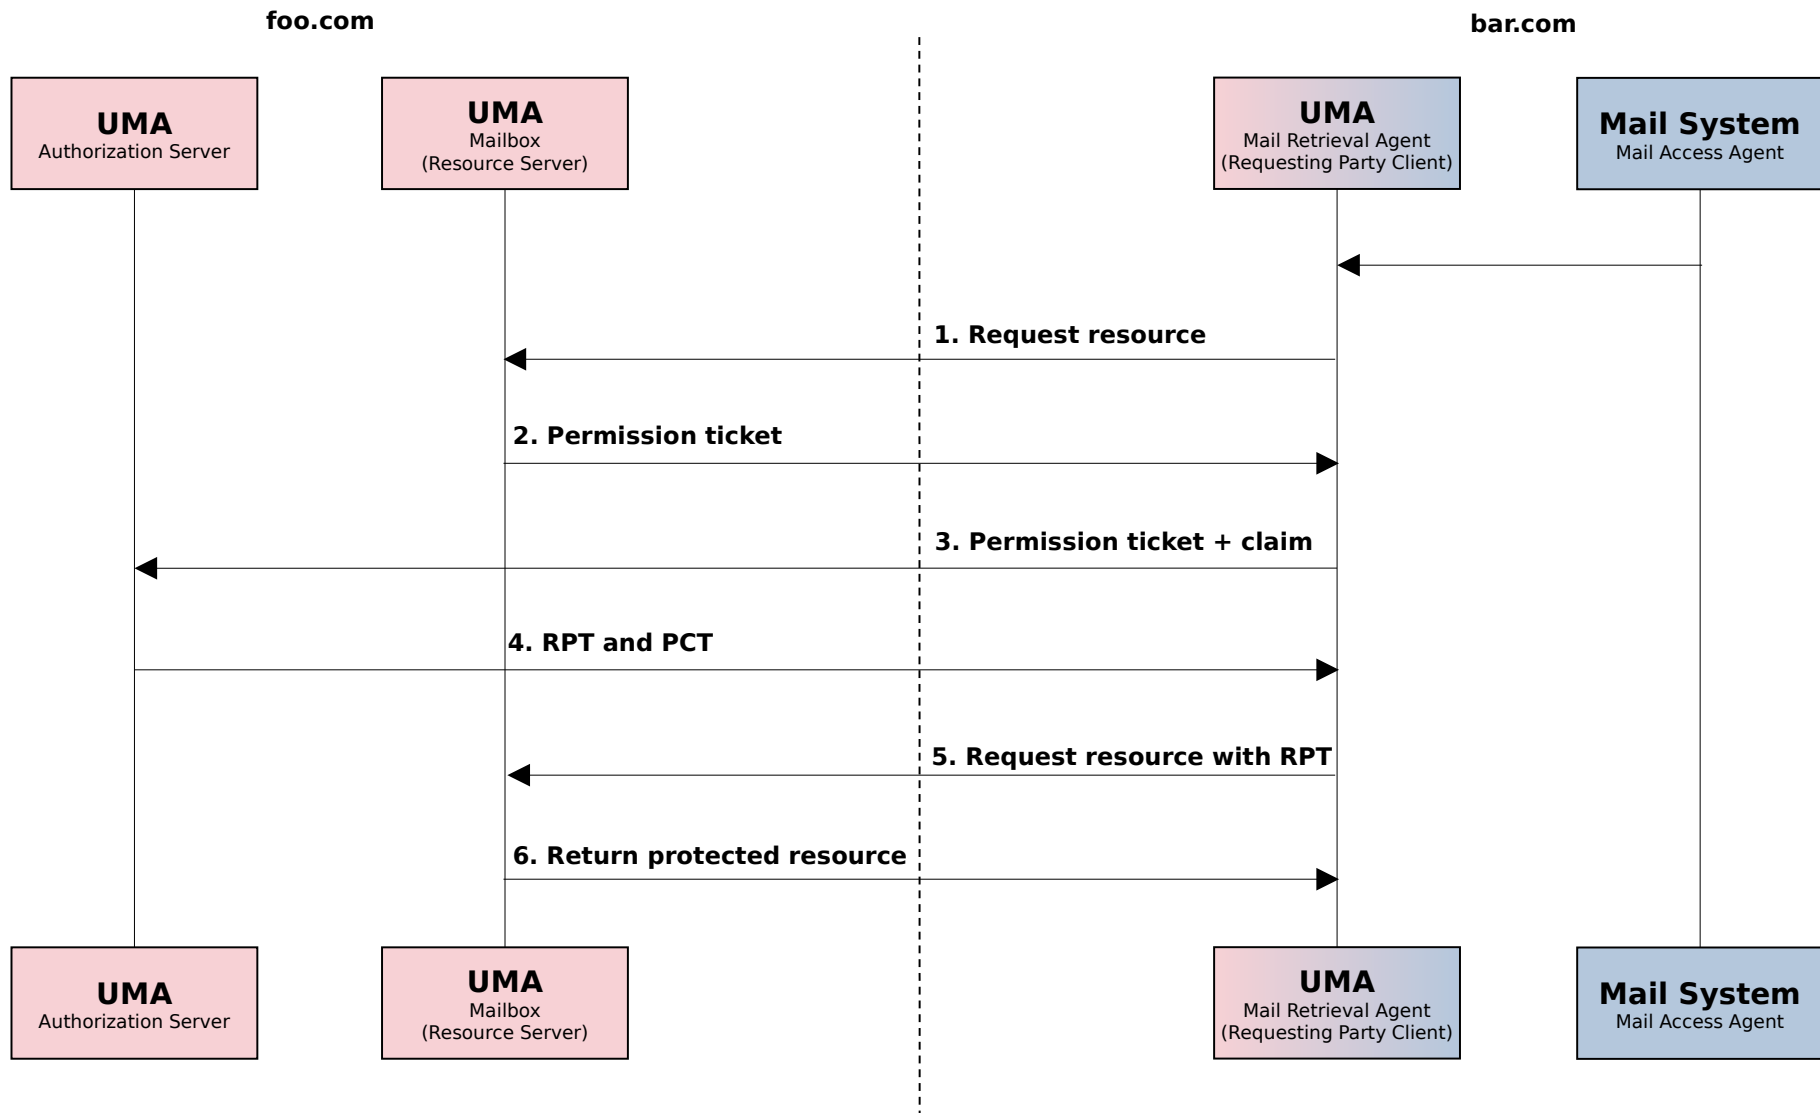 foo.com
bar.com
UMA
Authorization Server
UMA
Mailbox
(Resource Server)
UMA
Mail Retrieval Agent
(Requesting Party Client)
Mail System
Mail Access Agent
1. Request resource
2. Permission ticket
3. Permission ticket + claim
4. RPT and PCT
5. Request resource with RPT
6. Return protected resource
UMA
Authorization Server
UMA
Mailbox
(Resource Server)
UMA
Mail Retrieval Agent
(Requesting Party Client)
Mail System
Mail Access Agent